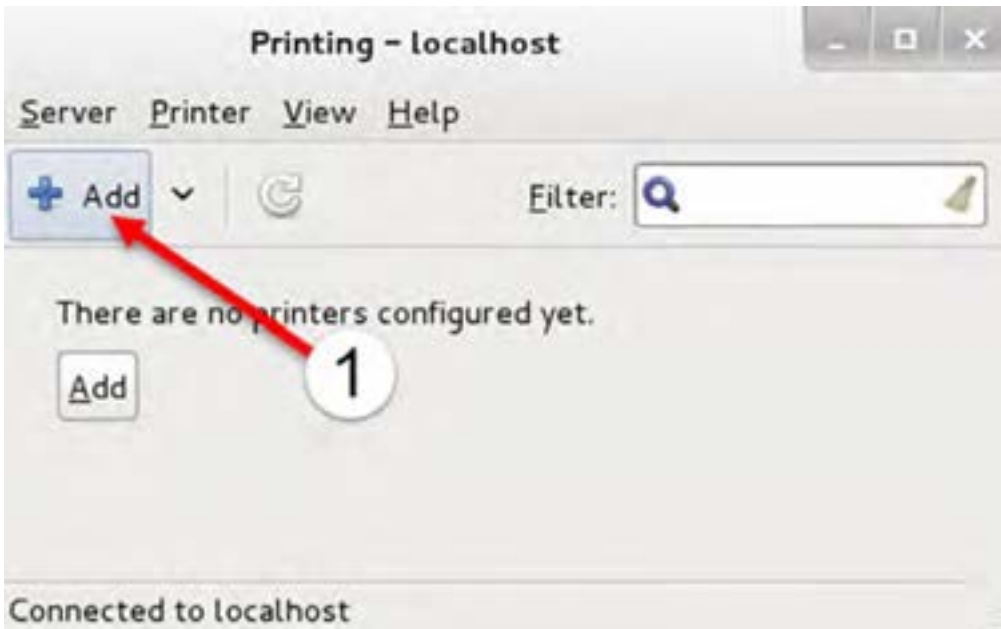 Printing - localhost
Server Printer View Help
Add Filter:
There are no printers configured yet.
1
Add
Connected to localhost